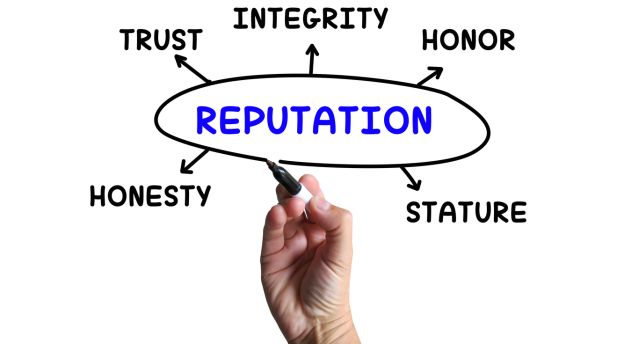 INTEGRITY
TRUST
HONOR
REPUTATION
HONESTY
STATURE